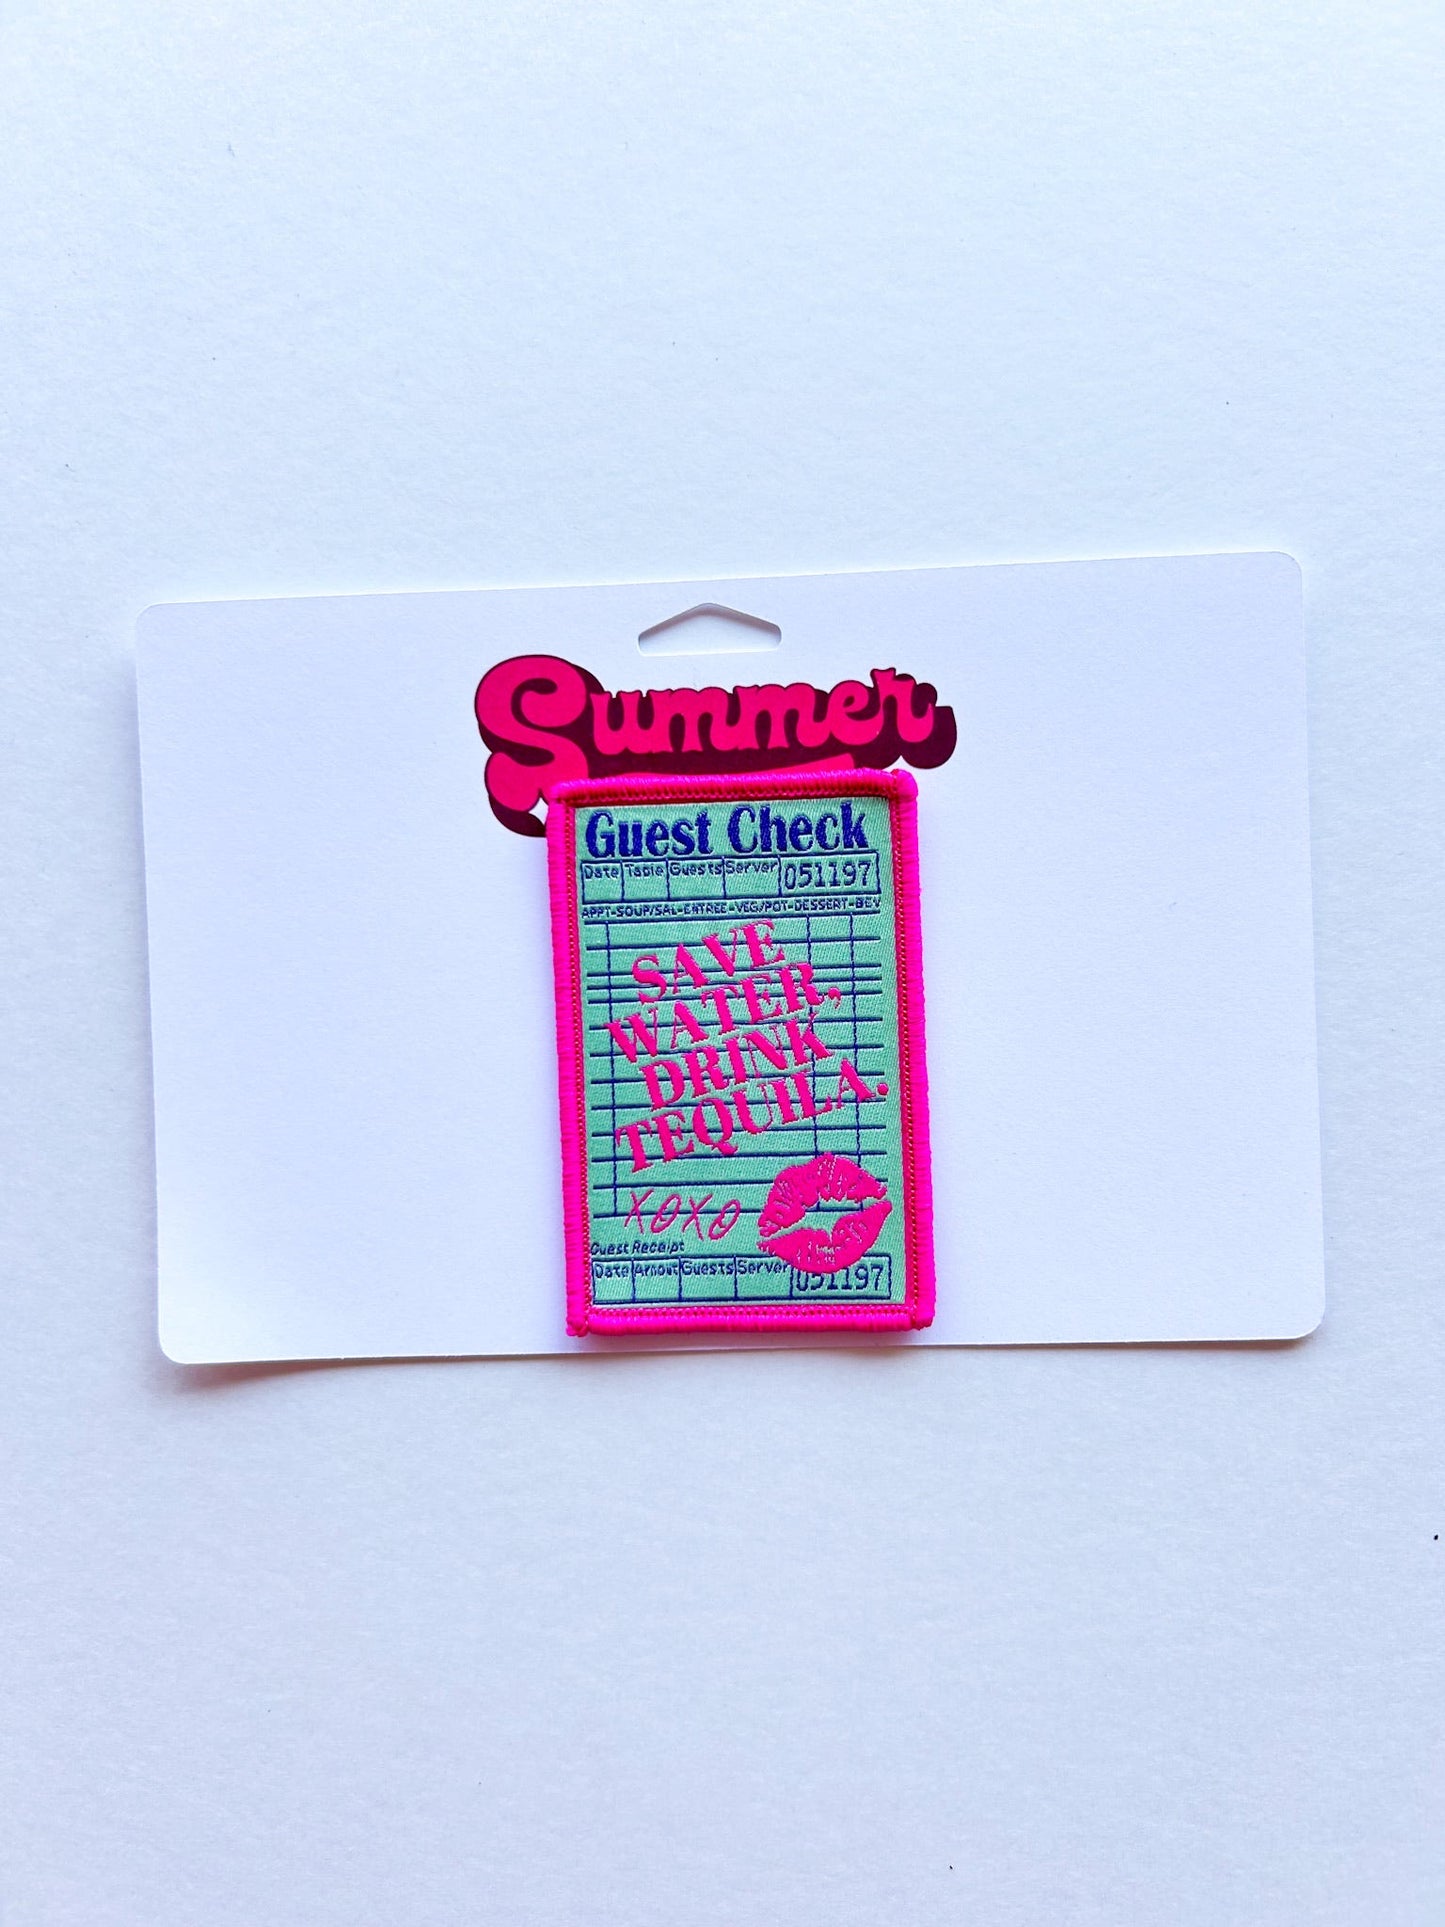 Summer
Guest Check
Date Table Guests Server 051197
APPT-SOUP/SAL-ENTREE-VEG/POT-DESSERT-BEV
SAVE
WATER,
DRINK
TEQUILA.
XOXO
Guest Receipt
Date Amout Guests Server 051197